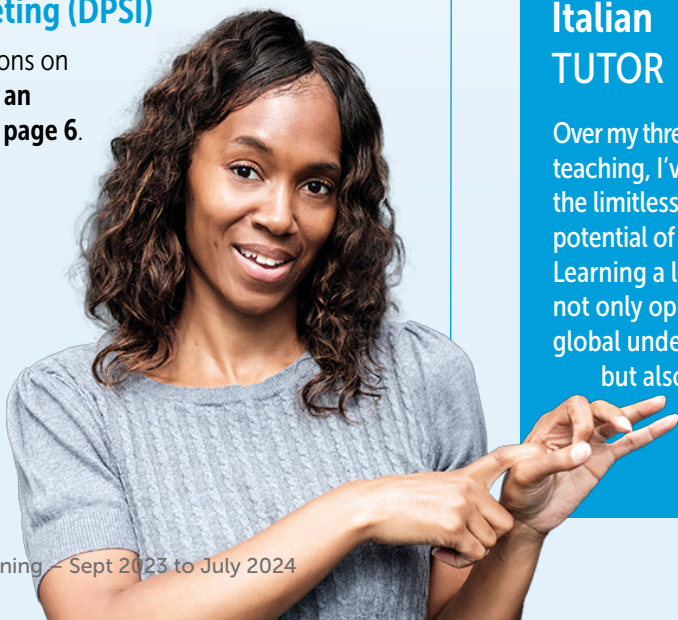 eting (DPSI)
ons on
an
page 6.
Italian
TUTOR
Over my thre
teaching, I'v
the limitless
potential of
Learning a l
not only op
global unde
but also
ning – Sept 2023 to July 2024